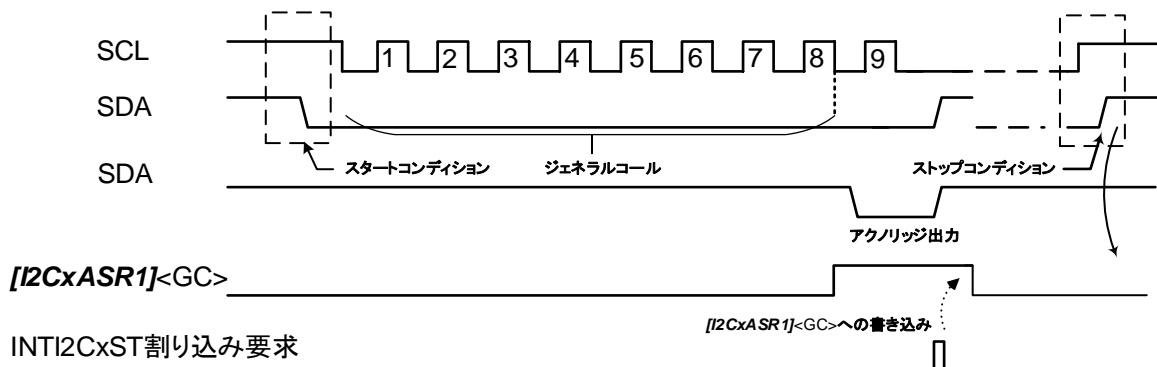 SCL
1 2 3 4 5 6 7 8 9
SDA
スタートコンディション
ジェネラルコール
ストップコンディション
SDA
アクノリッジ出力
[I2CxASR1]<GC>
[I2CxASR1]<GC>への書き込み
INTI2CxST割り込み要求